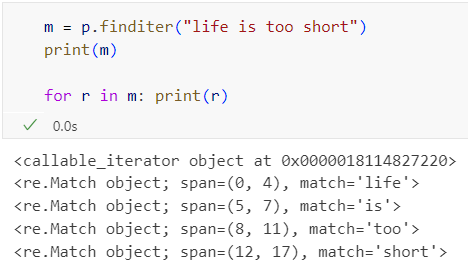 m = p.finditer("life is too short")
print(m)
for r in m: print(r)
0.0s
<callable_iterator object at 0x0000018114827220>
<re.Match object; span=(0, 4), match='life'>
<re.Match object; span=(5, 7), match='is'>
<re.Match object; span=(8, 11), match='too'>
<re.Match object; span=(12, 17), match='short'>